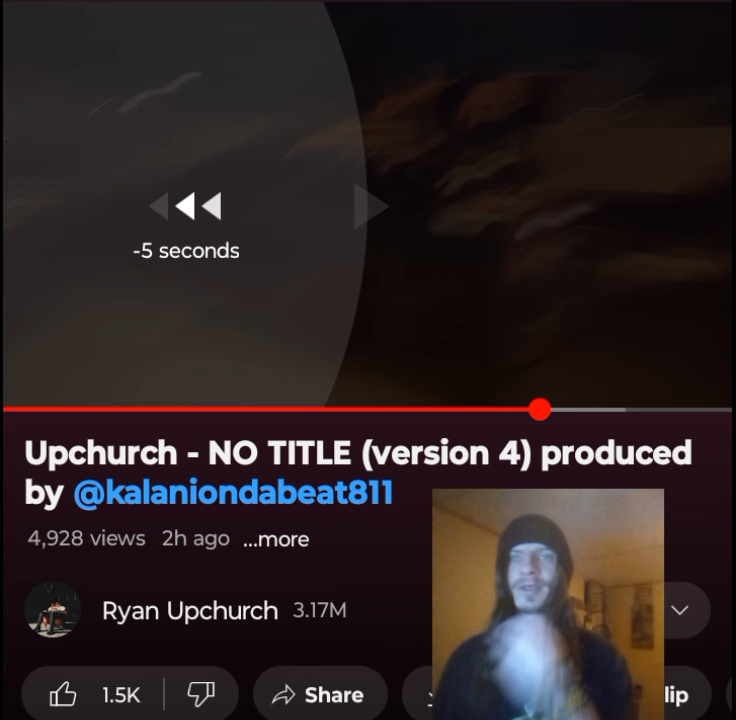 -5 seconds
Upchurch - NO TITLE (version 4) produced
by @kalaniondabeat811
4,928 views 2h ago ...more
Ryan Upchurch 3.17M
1.5K Share lip